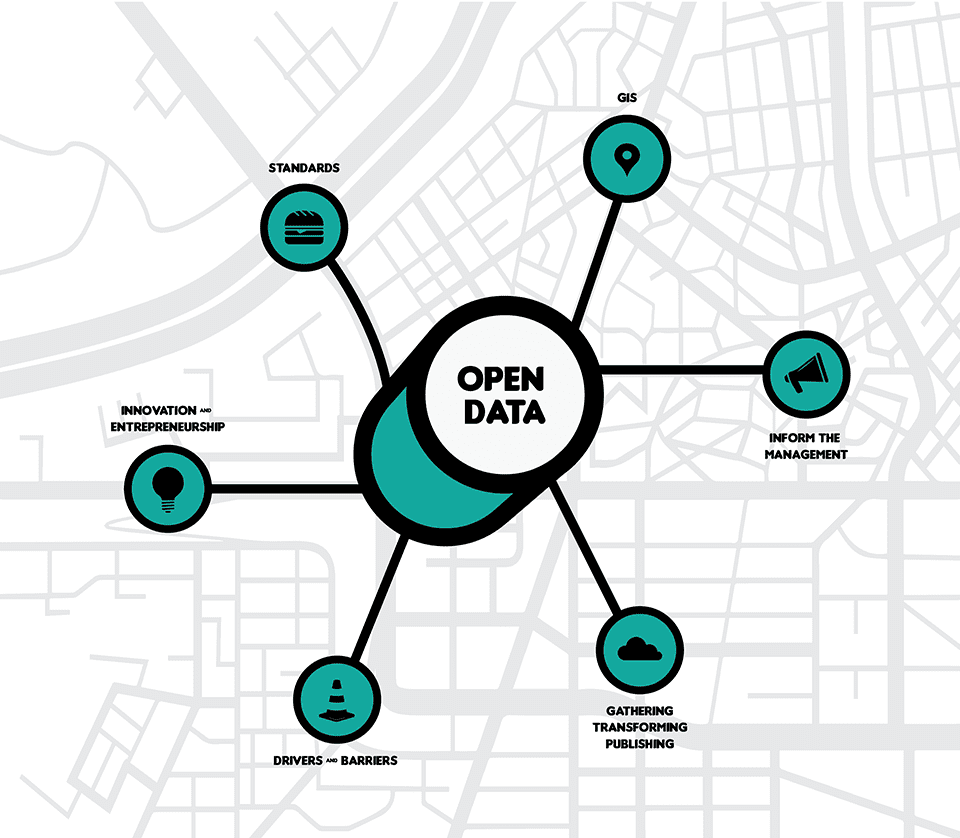 GIS
STANDARDS
OPEN
DATA
INNOVATION AND
ENTREPRENEURSHIP
INFORM THE
MANAGEMENT
GATHERING
TRANSFORMING
PUBLISHING
DRIVERS AND BARRIERS